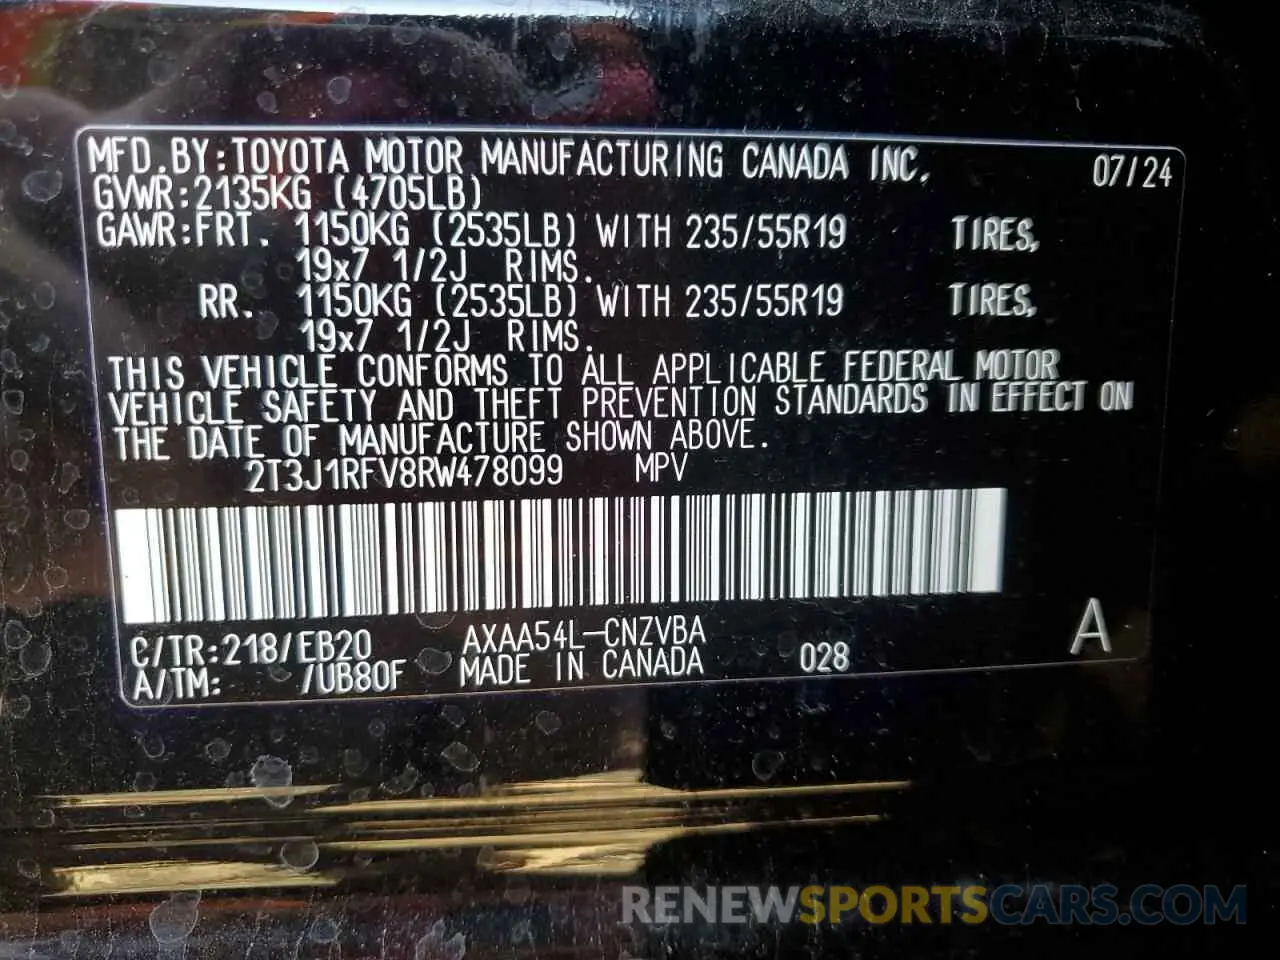 MFD.BY:TOYOTA MOTOR MANUFACTURING CANADA INC. 07/24
GVWR:2135KG (4705LB)
GAWR:FRT. 1150KG (2535LB) WITH 235/55R19 TIRES,
19x7 1/2J RIMS.
RR. 1150KG (2535LB) WITH 235/55R19 TIRES,
19x7 1/2J RIMS.
THIS VEHICLE CONFORMS TO ALL APPLICABLE FEDERAL MOTOR
VEHICLE SAFETY AND THEFT PREVENTION STANDARDS IN EFFECT ON
THE DATE OF MANUFACTURE SHOWN ABOVE.
2T3J1RFV8RW478099 MPV
C/TR:218/EB20 AXAA54L-CNZVBA A
A/TM: /UB80F MADE IN CANADA 028
RENEWSPORTSCARS.COM